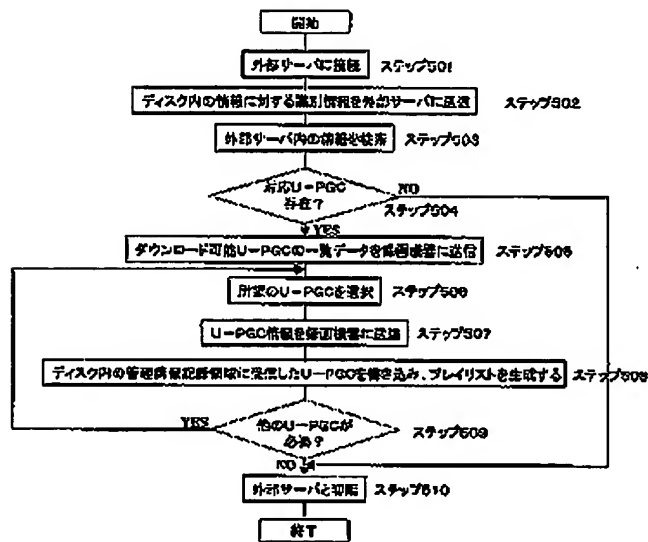 開始
外部サーバに接続 ステップ501
ディスク内の情報に対する識別情報を外部サーバに送信 ステップ502
外部サーバ内の情報を検索 ステップ503
対応U-PGC
存在?
NO
ステップ504
YES
ダウンロード可能U-PGCの一覧データを録画機器に送信 ステップ505
所望のU-PGCを選択 ステップ506
U-PGC情報を録画機器に送信 ステップ507
ディスク内の管理情報記録領域に受信したU-PGCを書き込み、プレイリストを生成する ステップ508
YES
他のU-PGCが
必要?
ステップ509
NO
外部サーバと切断 ステップ510
終了